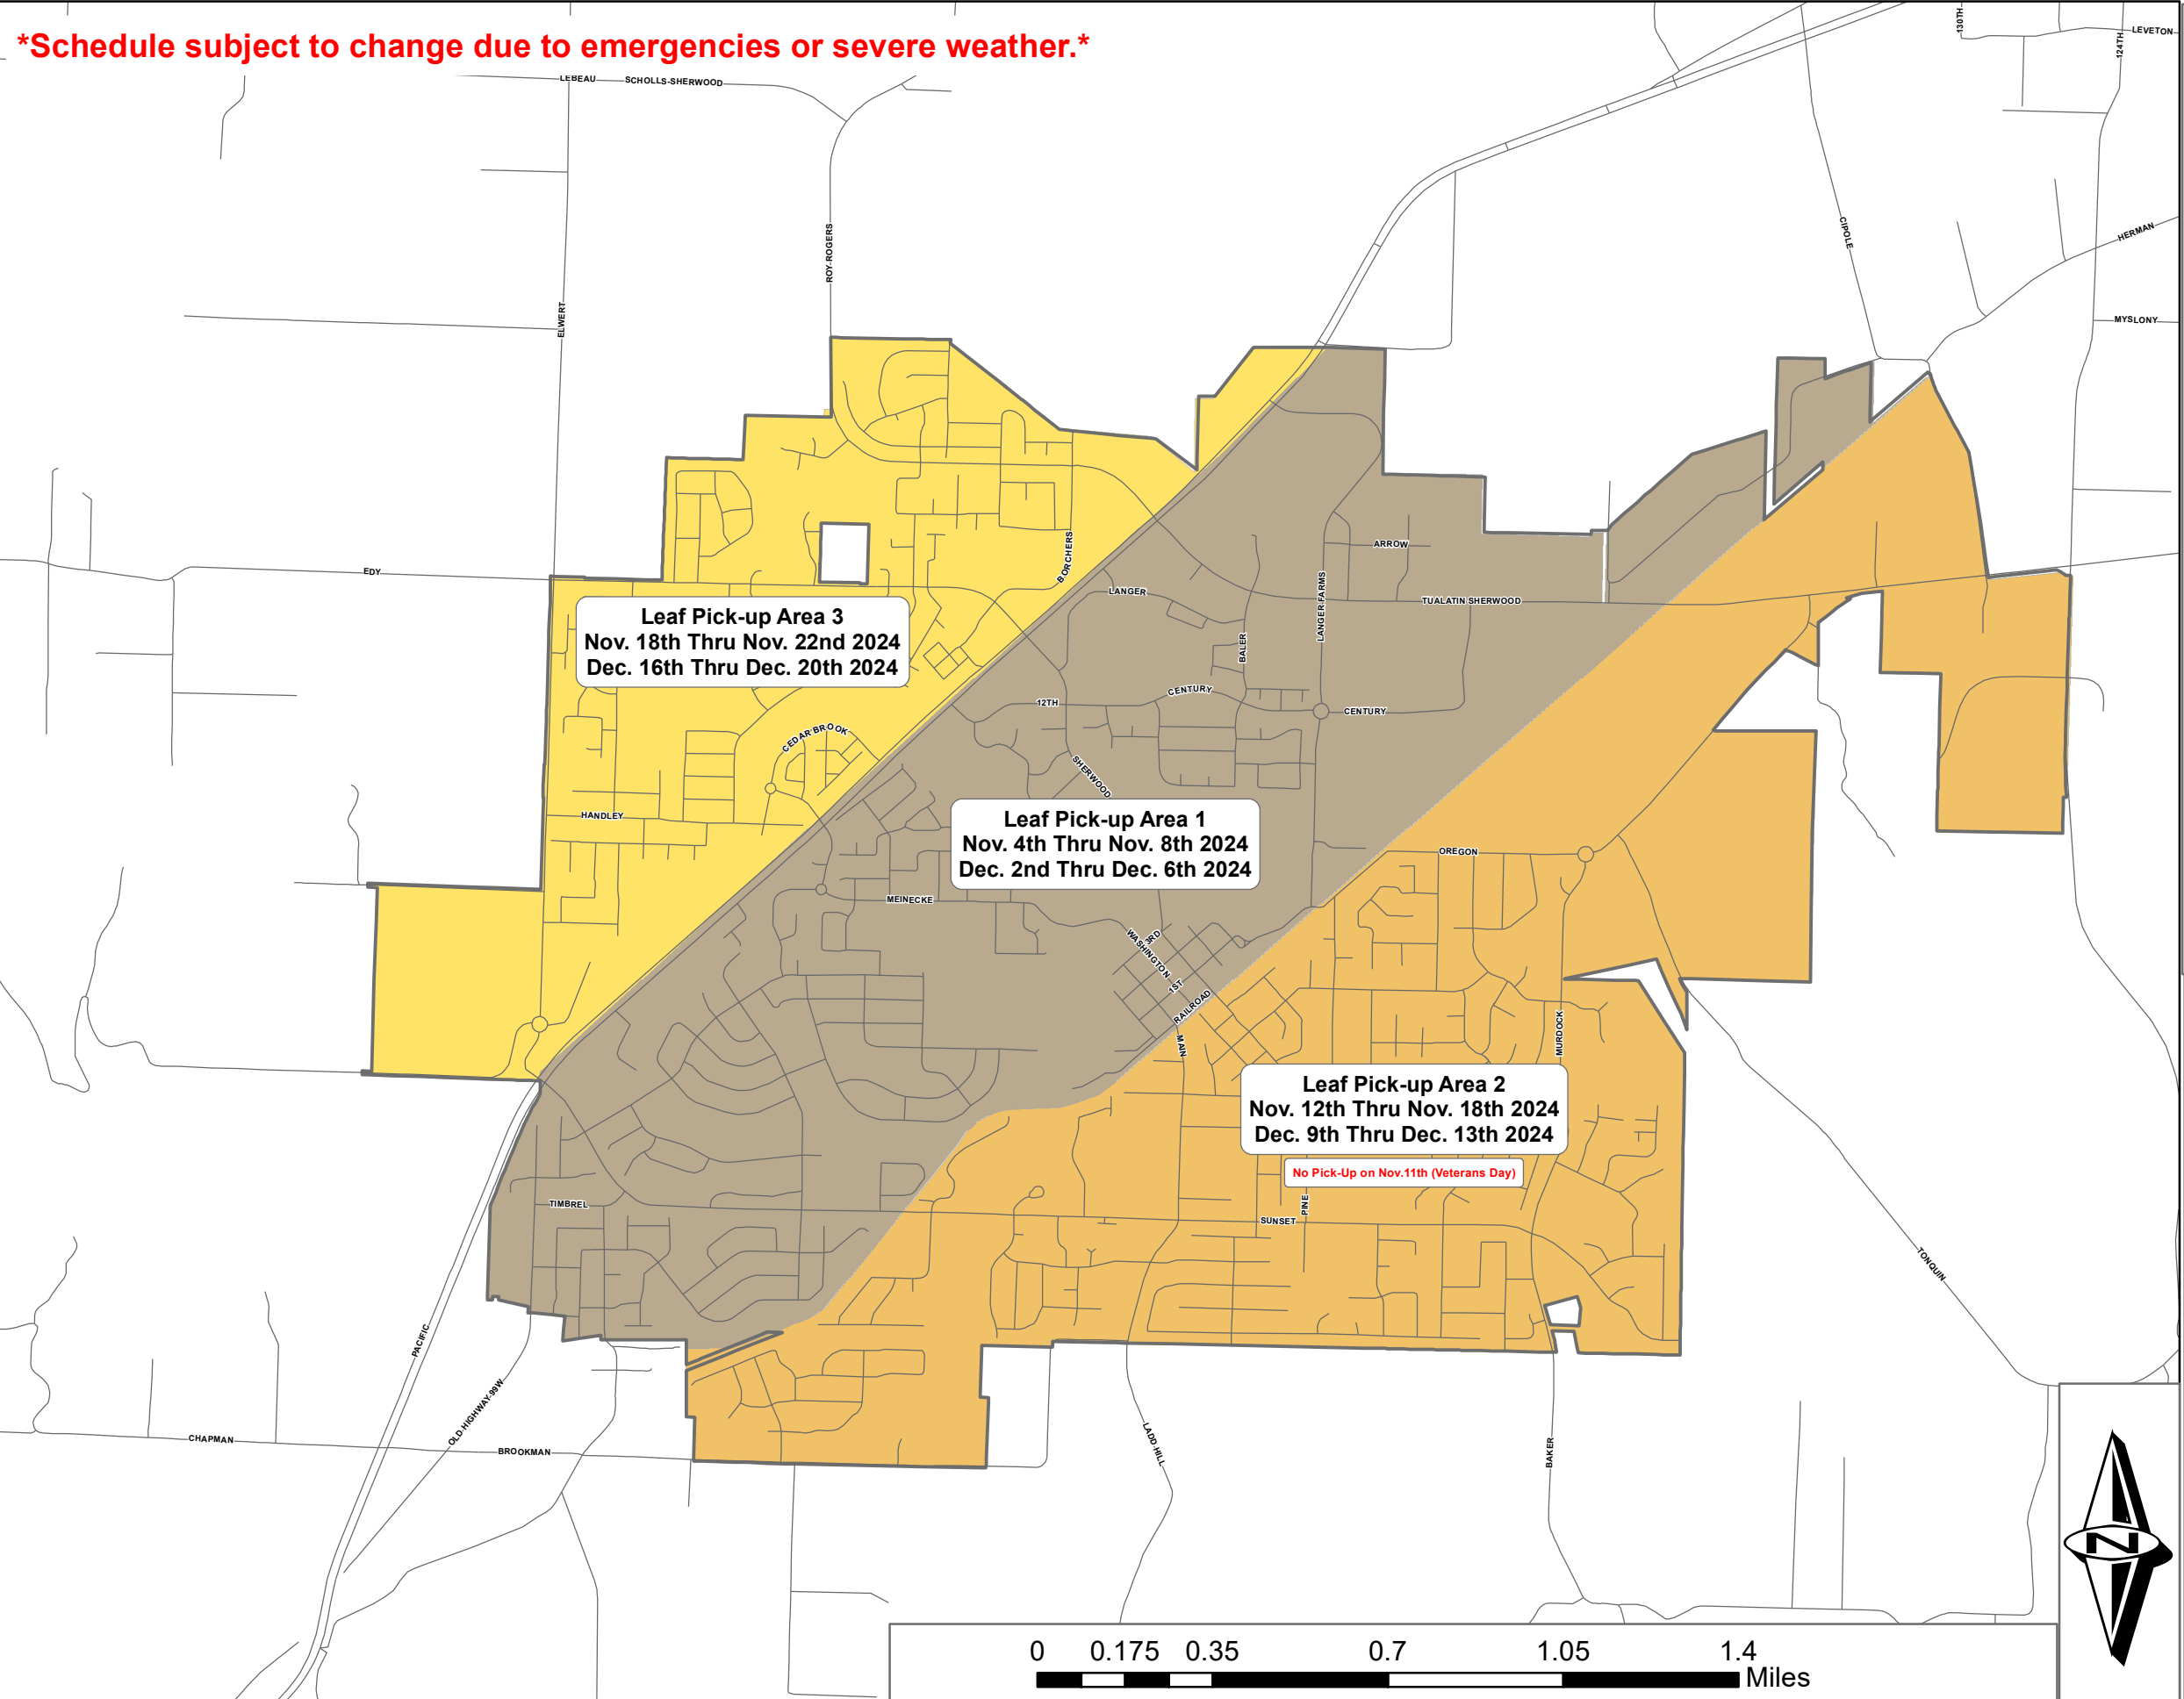 *Schedule subject to change due to emergencies or severe weather.*
130TH
LEVETON
124TH
LEBEAU
SCHOLLS-SHERWOOD
ROY ROGERS
CIPOLE
HERMAN
ELWERT
MYSLONY
BORCHERS
ARROW
EDY
LANGER
LANGER FARMS
TUALATIN SHERWOOD
Leaf Pick-up Area 3
Nov. 18th Thru Nov. 22nd 2024
Dec. 16th Thru Dec. 20th 2024
BALER
CENTURY
12TH
CENTURY
CEDAR BROOK
SHERWOOD
HANDLEY
Leaf Pick-up Area 1
Nov. 4th Thru Nov. 8th 2024
Dec. 2nd Thru Dec. 6th 2024
OREGON
MEINECKE
WASHINGTON
3RD
1ST
RAILROAD
MAIN
MURDOCK
Leaf Pick-up Area 2
Nov. 12th Thru Nov. 18th 2024
Dec. 9th Thru Dec. 13th 2024
No Pick-Up on Nov.11th (Veterans Day)
TIMBREL
PINE
SUNSET
TONQUIN
PACIFIC
OLD HIGHWAY 99W
CHAPMAN
BROOKMAN
LADD HILL
BAKER
N
0 0.175 0.35 0.7 1.05 1.4
Miles